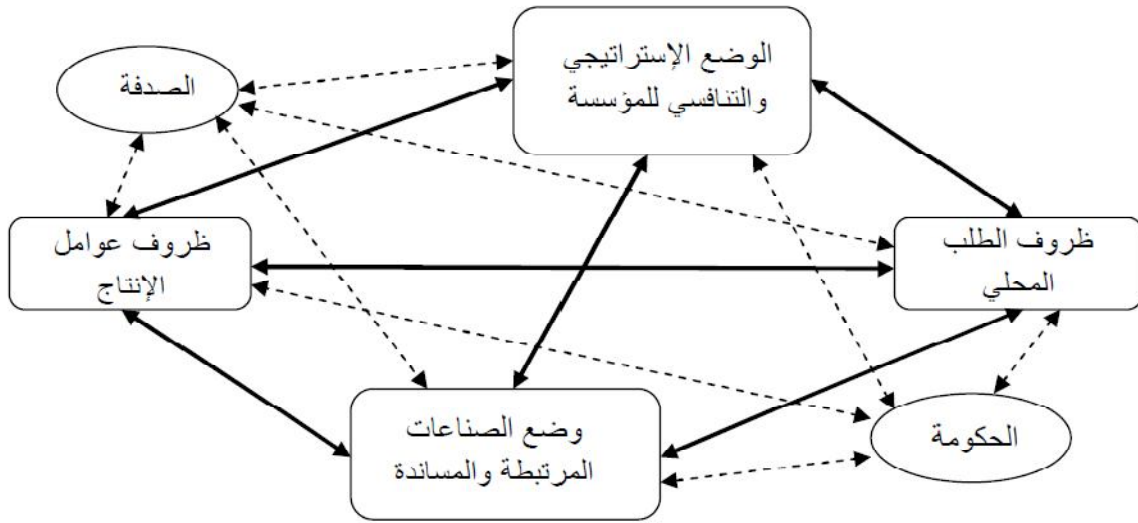 الوضع الإستراتيجي
والتنافسي للمؤسسة
الصدفة
ظروف الطلب
المحلي
ظروف عوامل
الإنتاج
وضع الصناعات
المرتبطة والمساندة
الحكومة